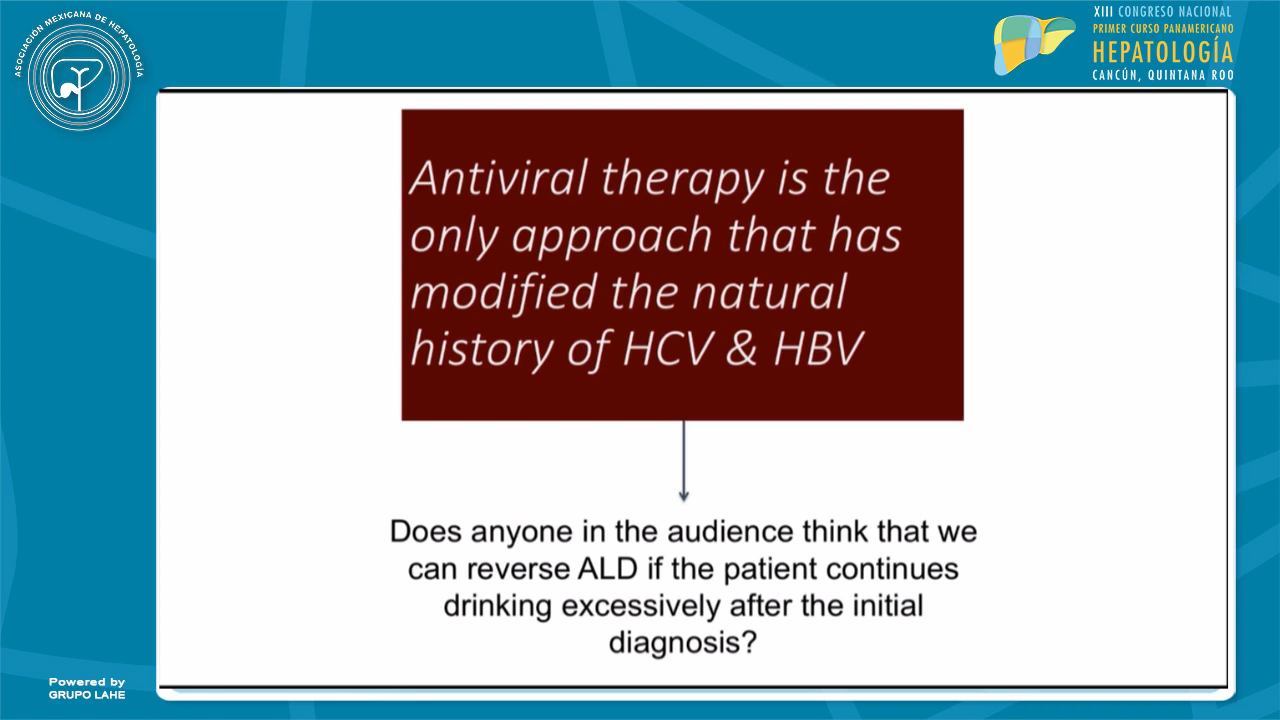 ASOCIACIÓN MEXICANA DE HEPATOLOGÍA
XIII CONGRESO NACIONAL
PRIMER CURSO PANAMERICANO
HEPATOLOGÍA
CANCÚN, QUINTANA ROO
Antiviral therapy is the
only approach that has
modified the natural
history of HCV & HBV
Does anyone in the audience think that we
can reverse ALD if the patient continues
drinking excessively after the initial
diagnosis?
Powered by
GRUPO LAHE